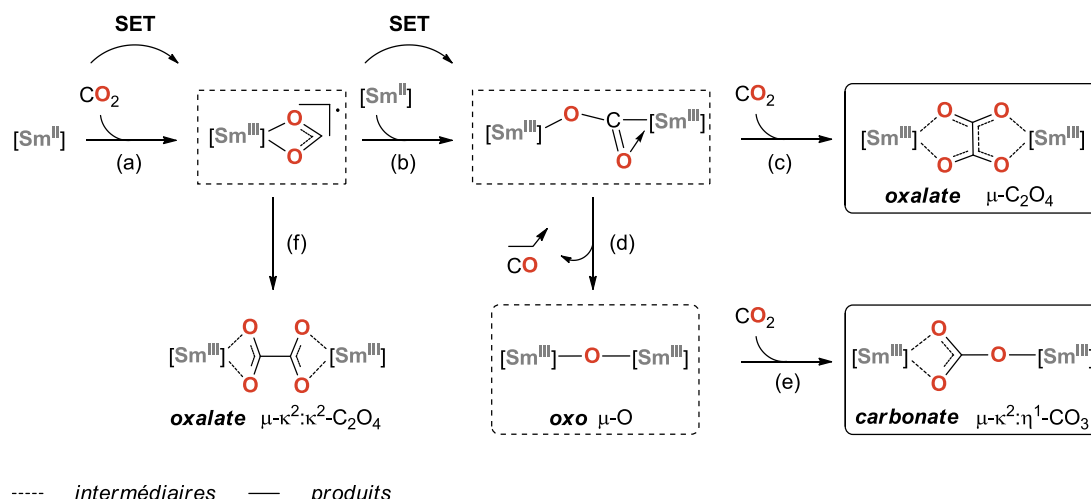 SET SET
CO₂ [Smᴵᴵ] CO₂
[Smᴵᴵ] (a) [Smᴵᴵᴵ] O O • (b) [Smᴵᴵᴵ] O C O [Smᴵᴵᴵ] (c) [Smᴵᴵᴵ] O O O O [Smᴵᴵᴵ]
oxalate μ-C₂O₄
(f) CO (d)
CO₂
[Smᴵᴵᴵ] O O O O [Smᴵᴵᴵ] [Smᴵᴵᴵ] O [Smᴵᴵᴵ] (e) [Smᴵᴵᴵ] O O O [Smᴵᴵᴵ]
oxalate μ-κ²:κ²-C₂O₄ oxo μ-O carbonate μ-κ²:η¹-CO₃
intermédiaires produits